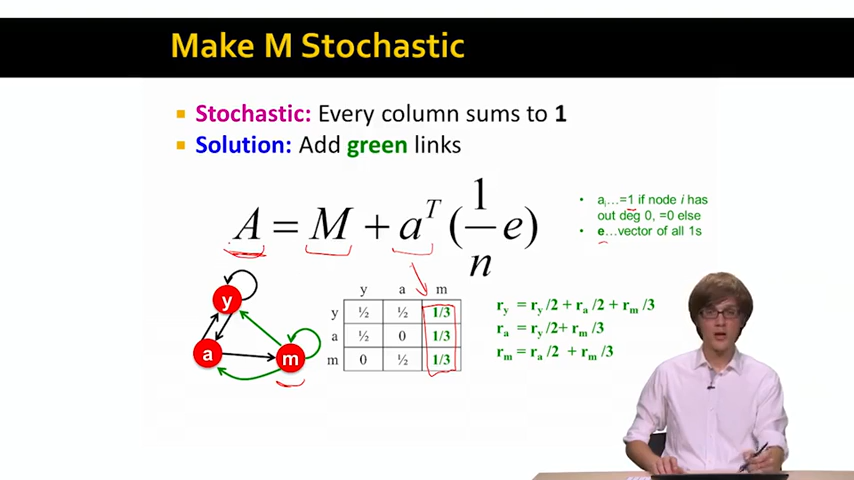 Make M Stochastic
Stochastic: Every column sums to 1
Solution: Add green links
A = M + a^T (1/n e)
• a_i…=1 if node i has
out deg 0, =0 else
• e…vector of all 1s
y a m
y ½ ½ 1/3
a ½ 0 1/3
m 0 ½ 1/3
y
a
m
r_y = r_y /2 + r_a /2 + r_m /3
r_a = r_y /2+ r_m /3
r_m = r_a /2 + r_m /3